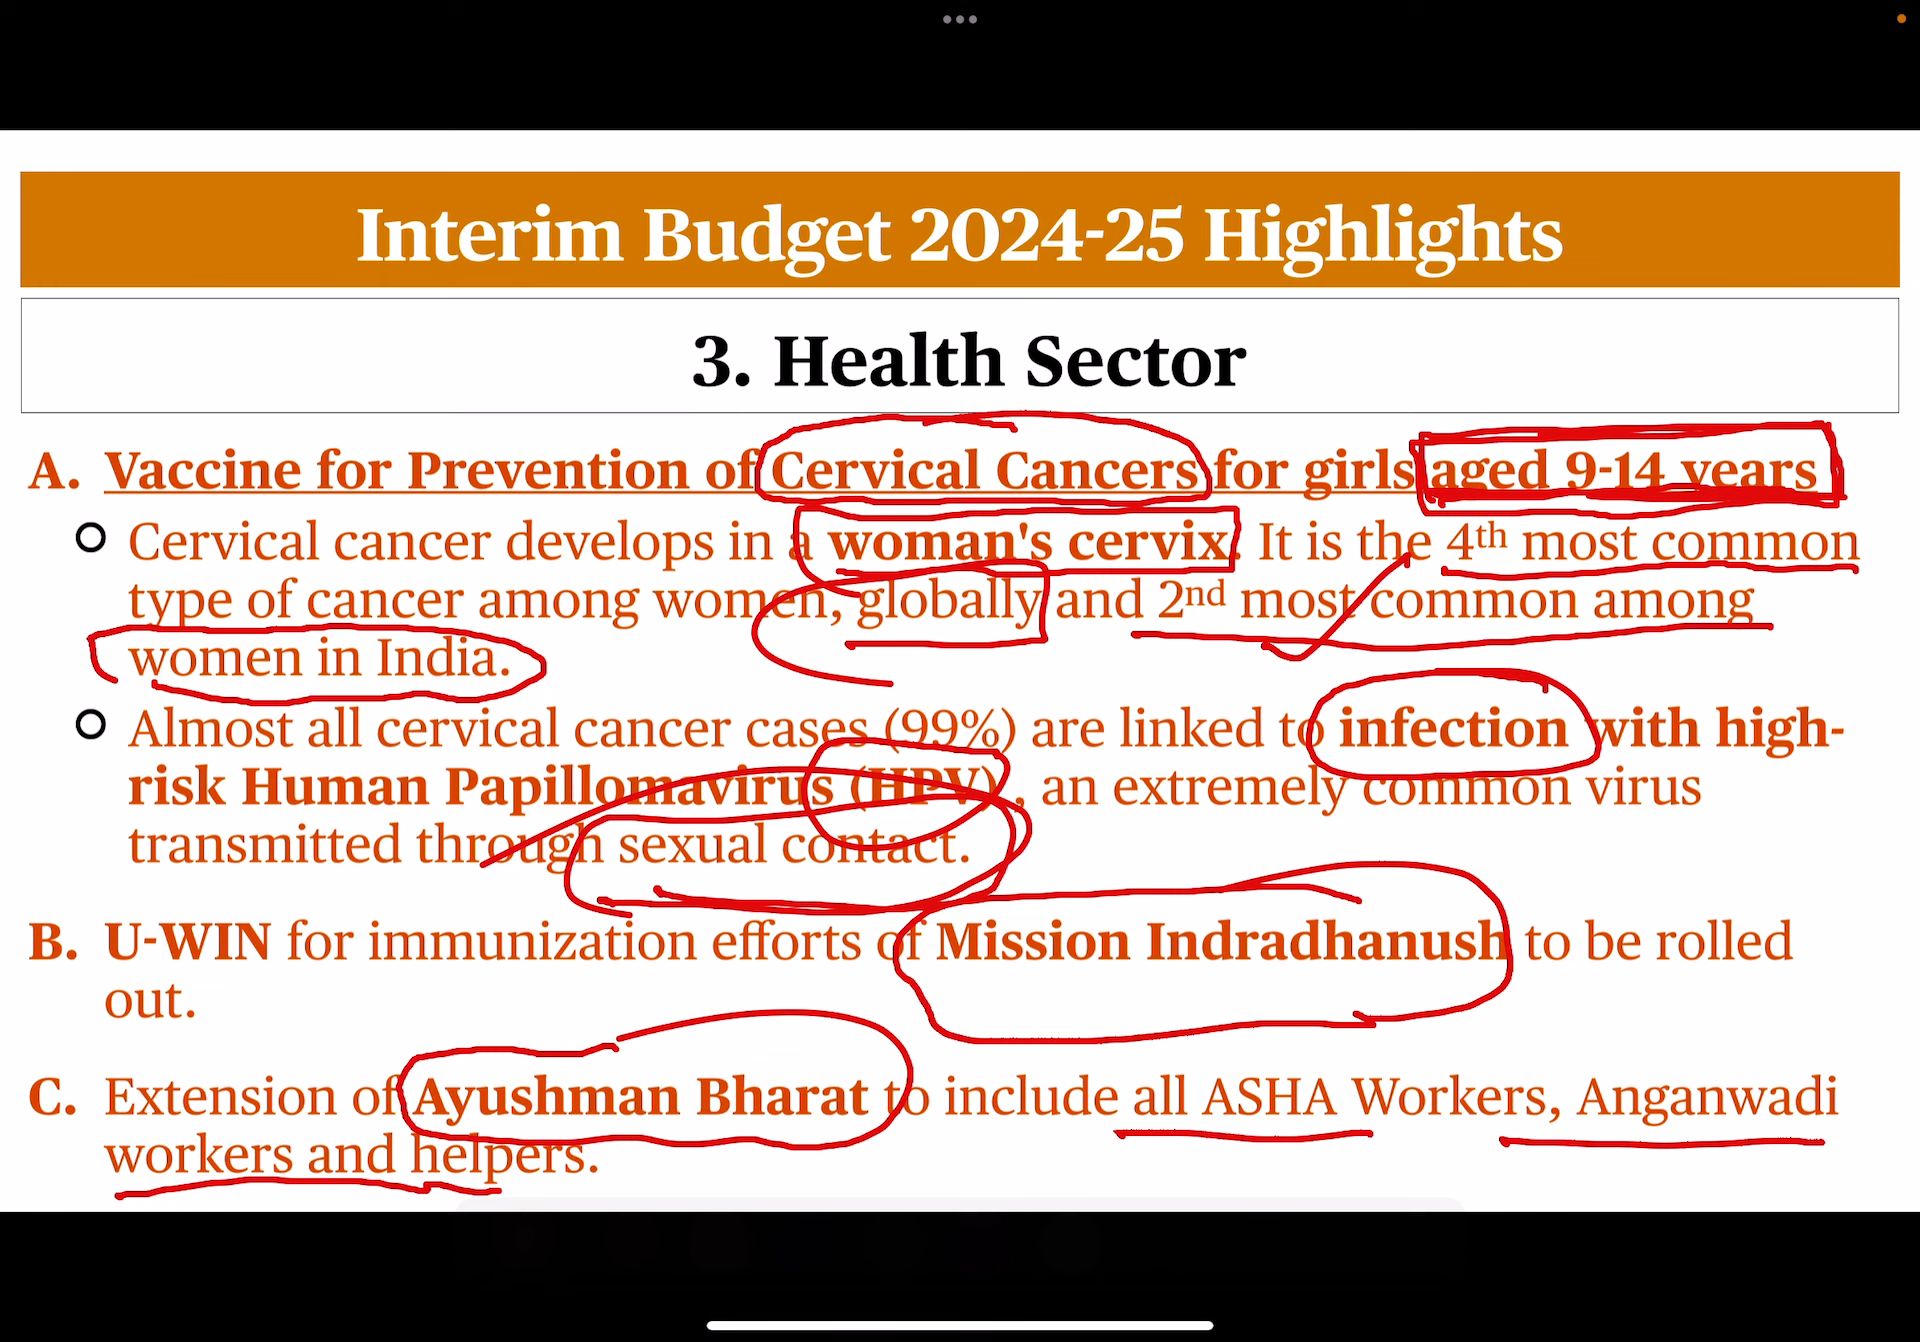 Interim Budget 2024-25 Highlights
3. Health Sector
A. Vaccine for Prevention of Cervical Cancers for girls aged 9-14 years
Cervical cancer develops in a woman's cervix. It is the 4th most common
type of cancer among women, globally and 2nd most common among
women in India.
Almost all cervical cancer cases (99%) are linked to infection with high-
risk Human Papillomavirus (HPV), an extremely common virus
transmitted through sexual contact.
B. U-WIN for immunization efforts of Mission Indradhanush to be rolled
out.
C. Extension of Ayushman Bharat to include all ASHA Workers, Anganwadi
workers and helpers.